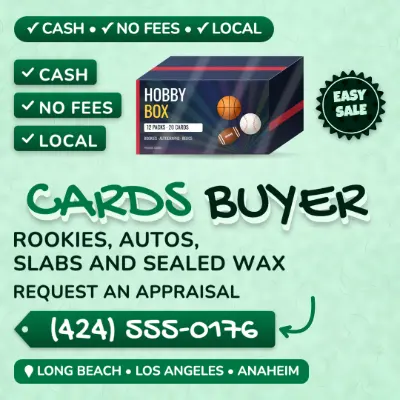 ✓ CASH • ✓ NO FEES • ✓ LOCAL
✓ CASH
✓ NO FEES
✓ LOCAL
HOBBY
BOX
12 PACKS · 20 CARDS
EASY
SALE
CARDS BUYER
ROOKIES, AUTOS,
SLABS AND SEALED WAX
REQUEST AN APPRAISAL
(424) 555-0176
LONG BEACH • LOS ANGELES • ANAHEIM